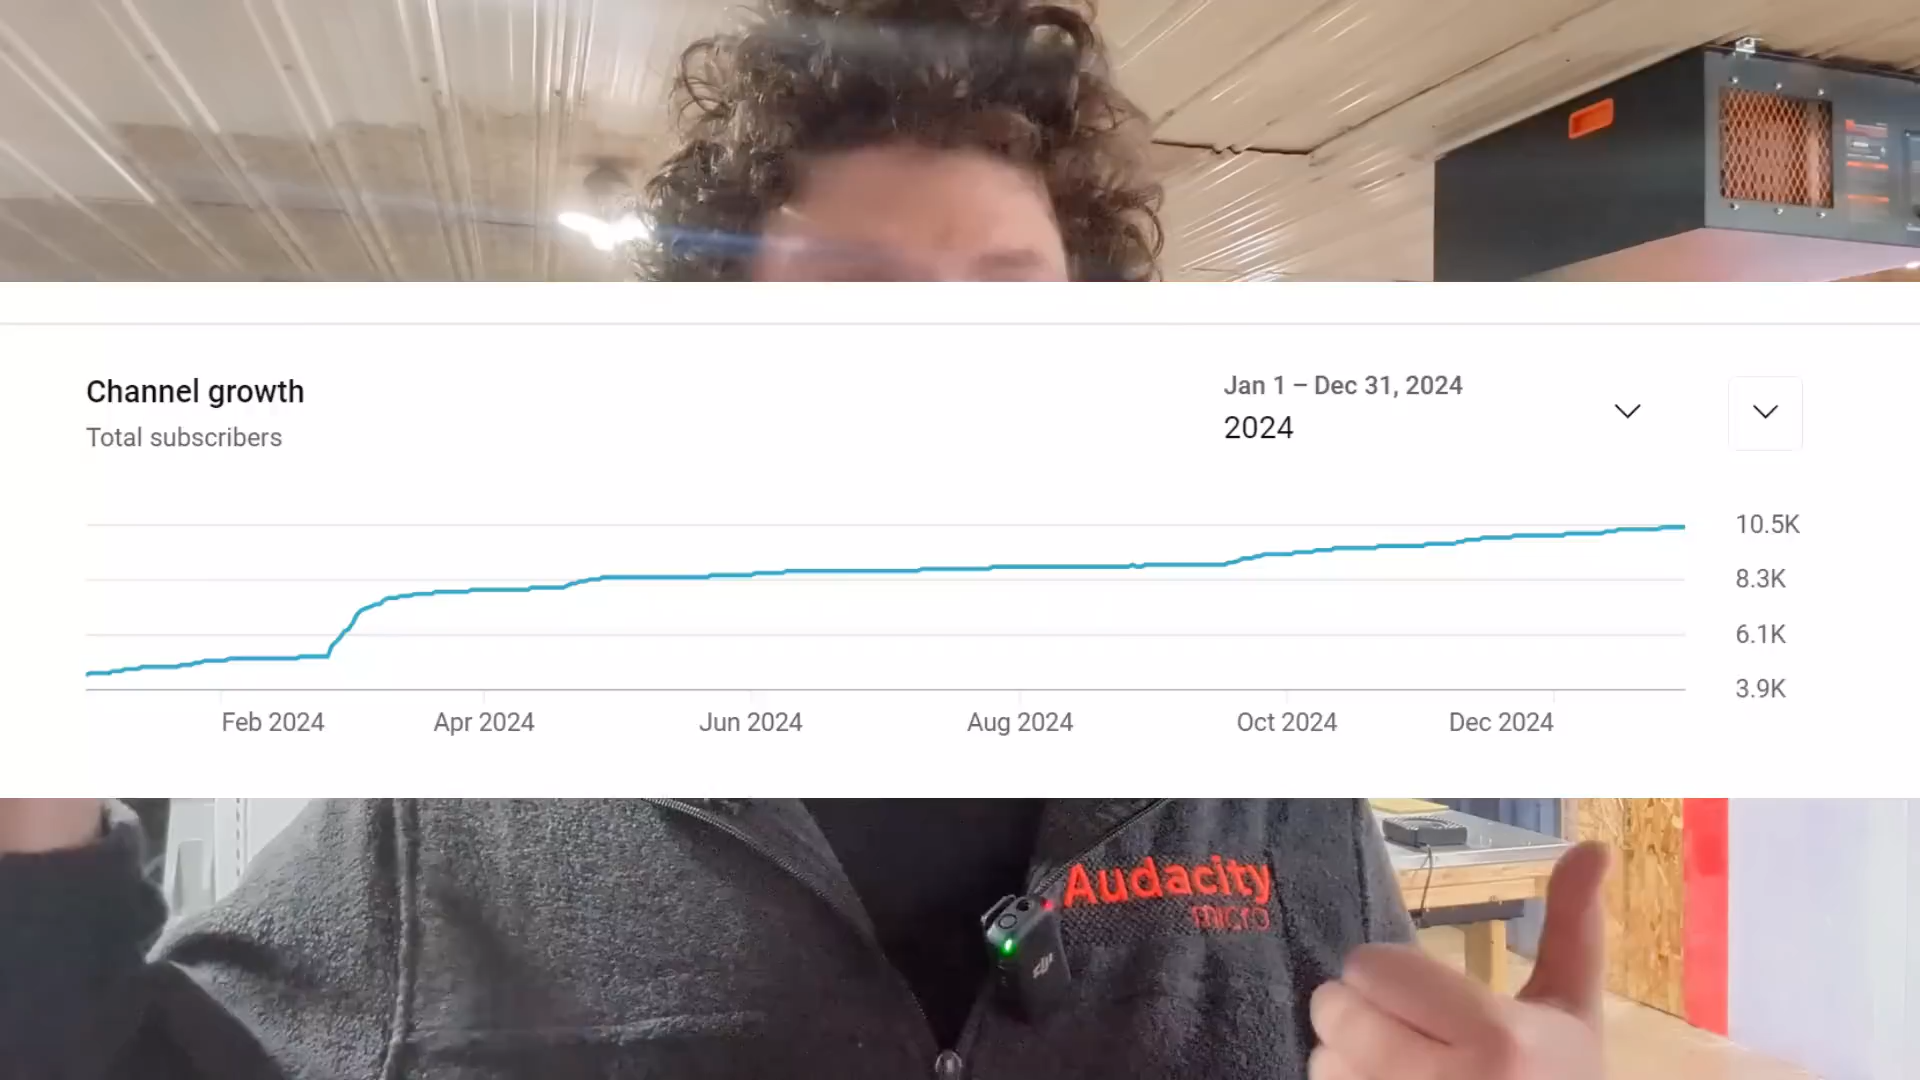 Channel growth
Total subscribers
Jan 1 – Dec 31, 2024
2024
10.5K
8.3K
6.1K
3.9K
Feb 2024
Apr 2024
Jun 2024
Aug 2024
Oct 2024
Dec 2024
Audacity
micro
dji